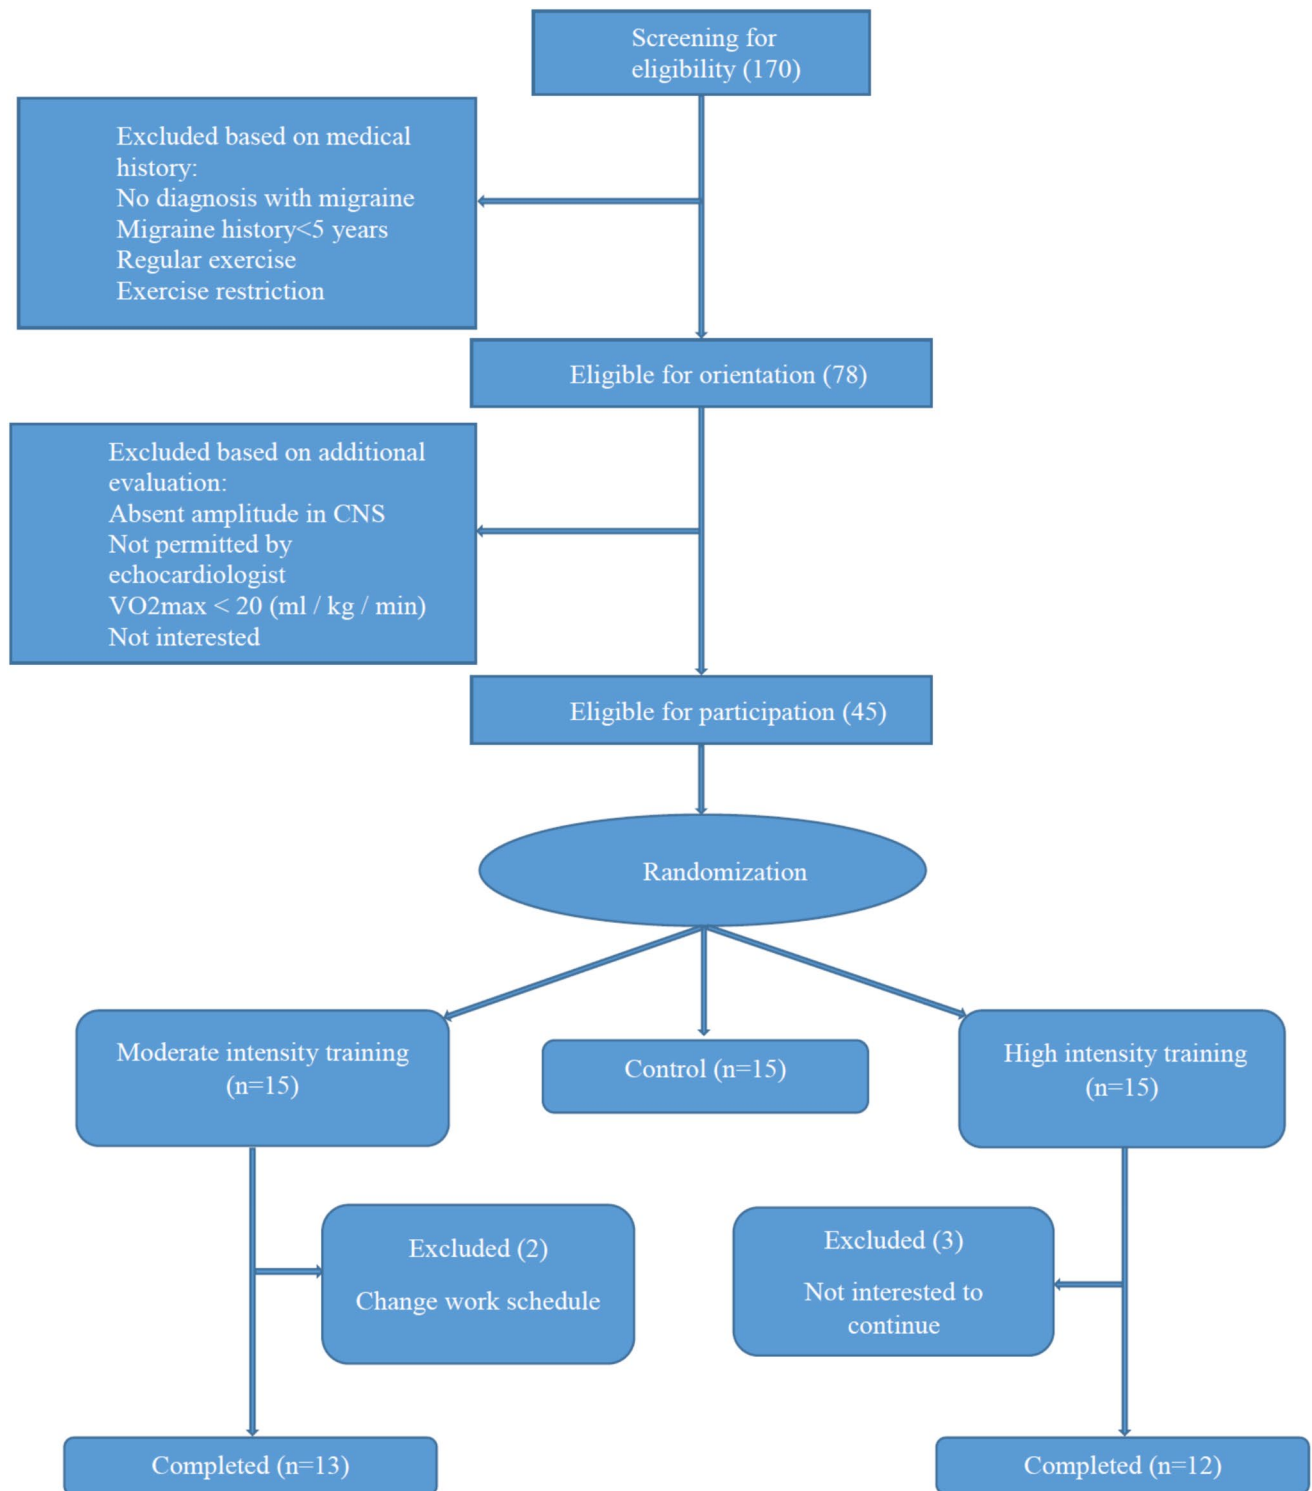 Screening for
eligibility (170)
Excluded based on medical
history:
No diagnosis with migraine
Migraine history<5 years
Regular exercise
Exercise restriction
Eligible for orientation (78)
Excluded based on additional
evaluation:
Absent amplitude in CNS
Not permitted by
echocardiologist
VO2max < 20 (ml / kg / min)
Not interested
Eligible for participation (45)
Randomization
Moderate intensity training
(n=15)
Control (n=15)
High intensity training
(n=15)
Excluded (2)
Change work schedule
Excluded (3)
Not interested to
continue
Completed (n=13)
Completed (n=12)